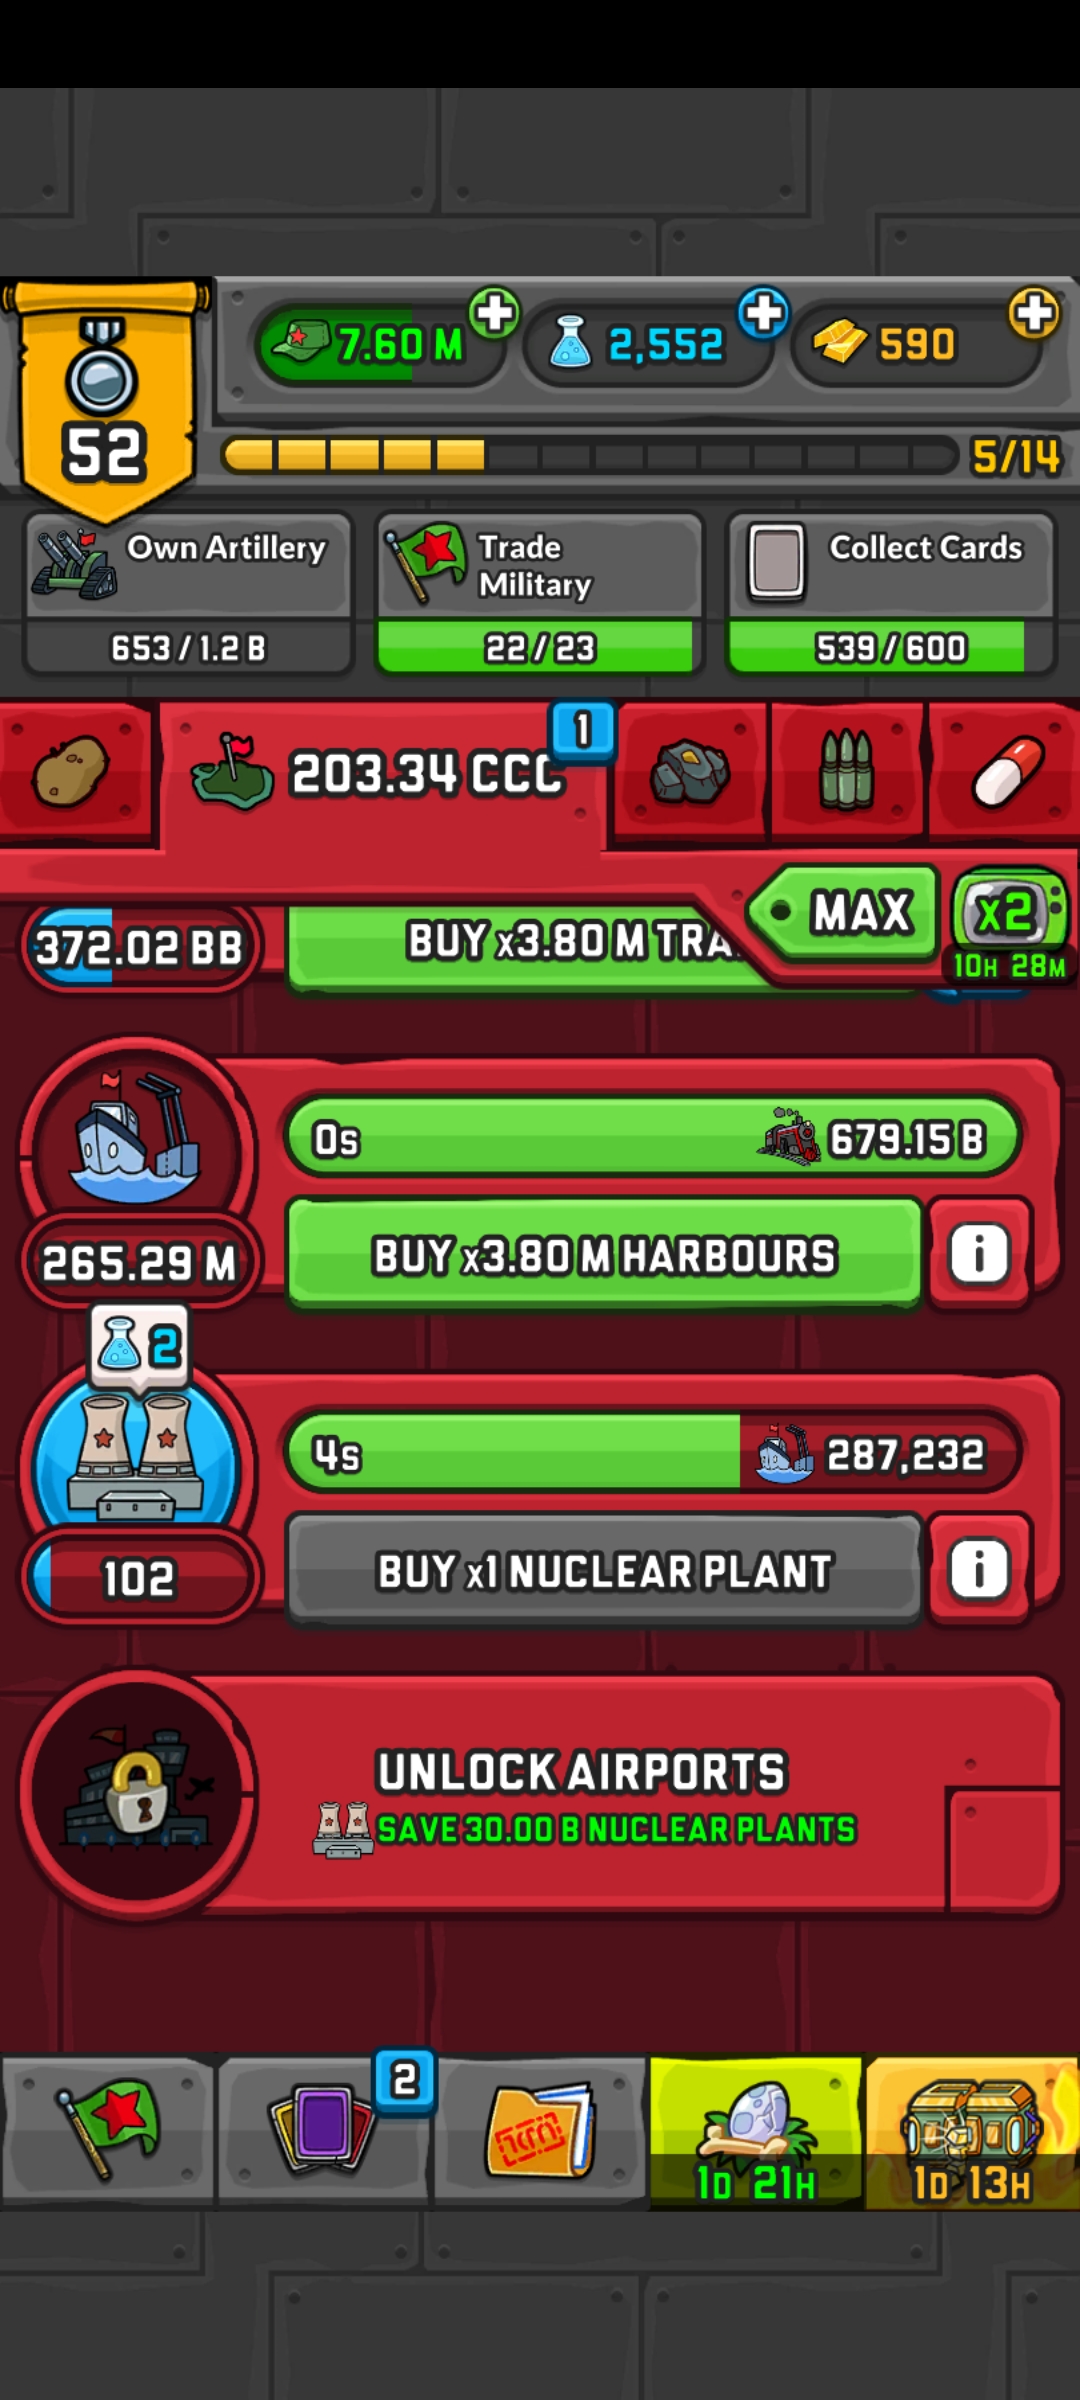 7.60 M
2,552
590
52
5/14
Own Artillery
653 / 1.2 B
Trade
Military
22 / 23
Collect Cards
539 / 600
203.34 CCC
1
MAX
x2
10H 28M
372.02 BB
BUY x3.80 M TRA
0s
679.15 B
265.29 M
BUY x3.80 M HARBOURS
i
2
4s
287,232
102
BUY x1 NUCLEAR PLANT
i
UNLOCK AIRPORTS
SAVE 30.00 B NUCLEAR PLANTS
2
1D 21H
1D 13H